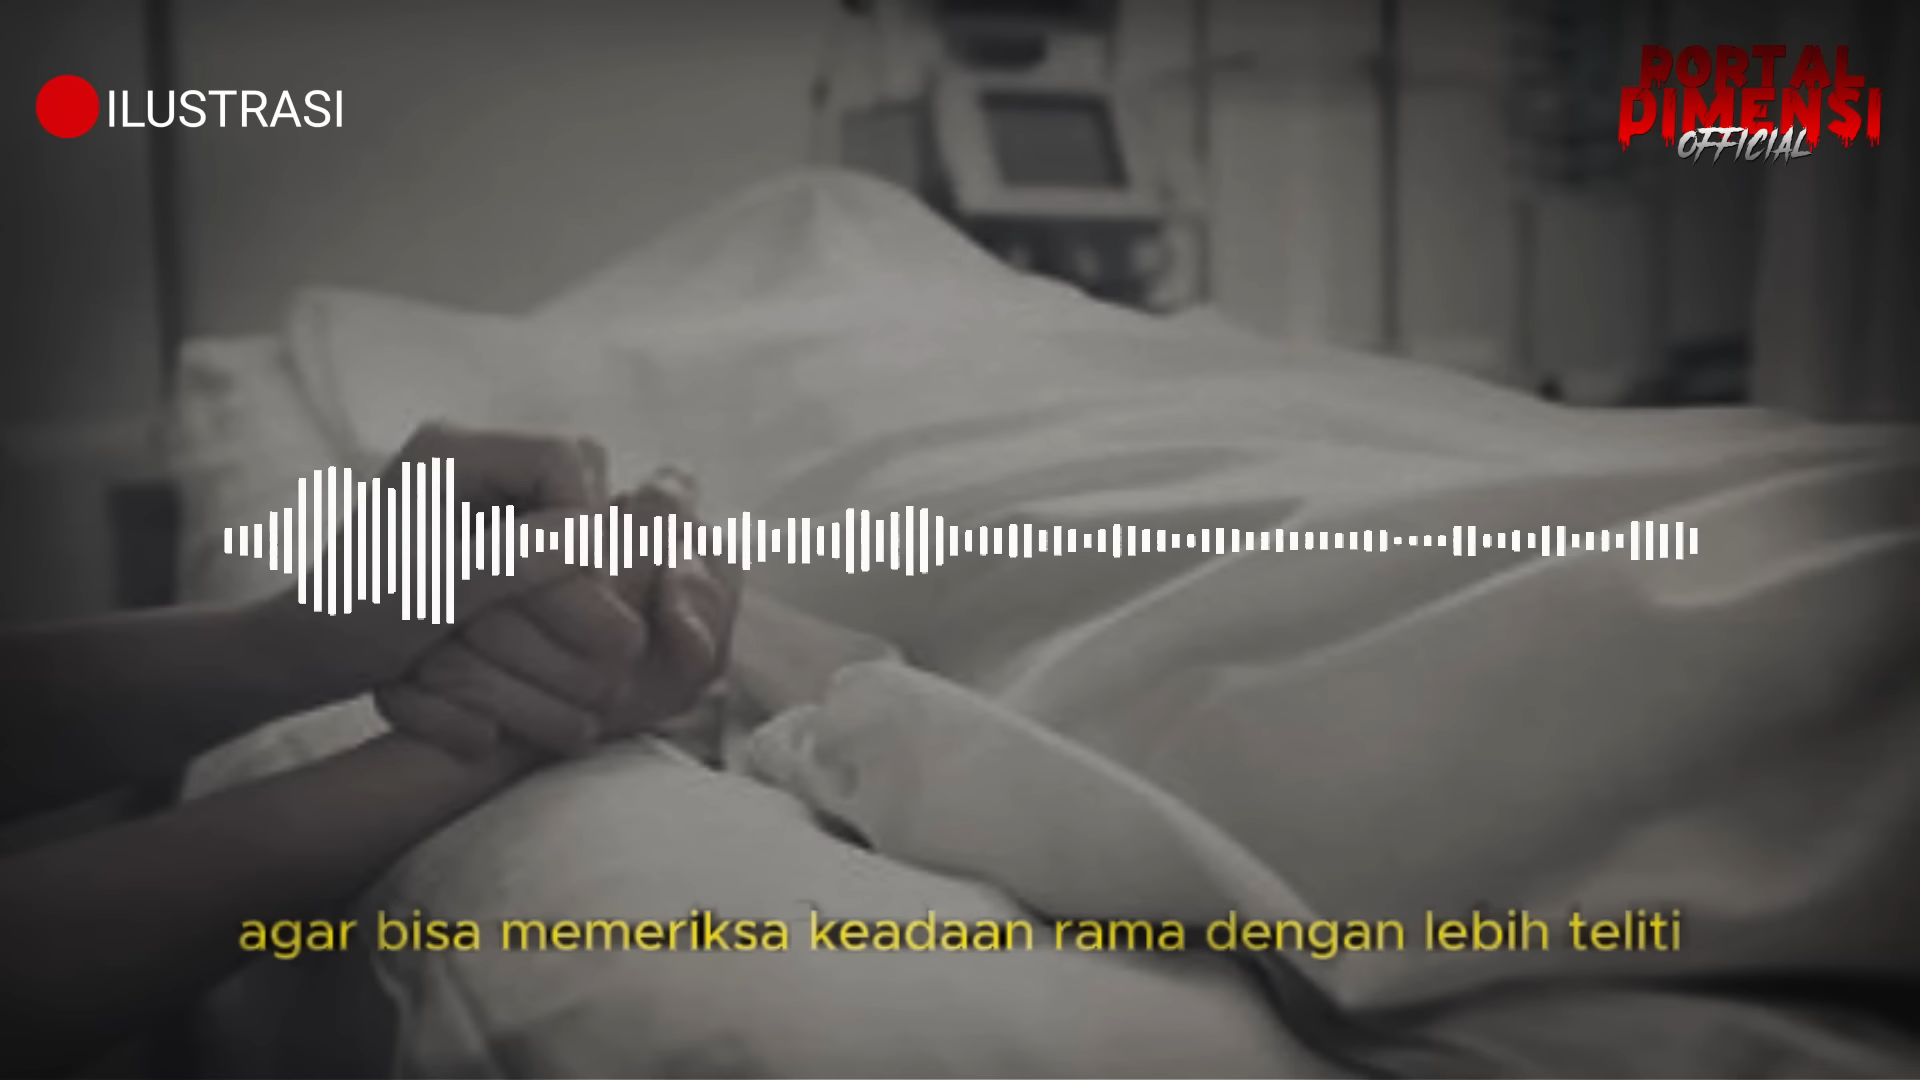 ILUSTRASI
PORTAL
DIMENSI
OFFICIAL
agar bisa memeriksa keadaan rama dengan lebih teliti